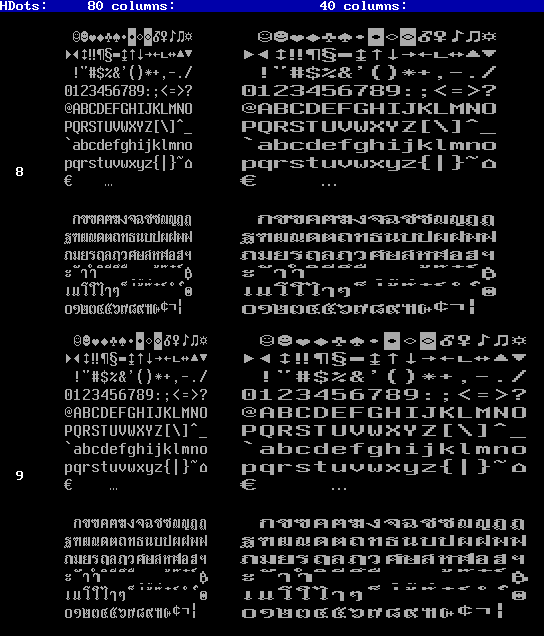 HDots: 80 columns: 40 columns:
☺☻♥♦♣♠•◘○◙♂♀♪♫☼ ☺☻♥♦♣♠•◘○◙♂♀♪♫☼
►◄↕‼¶§▬↨↑↓→←∟↔▲▼ ►◄↕‼¶§▬↨↑↓→←∟↔▲▼
!"#$%&'()*+,-./ !"#$%&'()*+,-./
0123456789:;<=>? 0123456789:;<=>?
@ABCDEFGHIJKLMNO @ABCDEFGHIJKLMNO
PQRSTUVWXYZ[\]^_ PQRSTUVWXYZ[\]^_
`abcdefghijklmno `abcdefghijklmno
pqrstuvwxyz{|}~⌂ pqrstuvwxyz{|}~⌂
8
€ … € …
กขฃคฅฆงจฉชซฌญฎฏ กขฃคฅฆงจฉชซฌญฎฏ
ฐฑฒณดตถทธนบปผฝพฟ ฐฑฒณดตถทธนบปผฝพฟ
ภมยรฤลฦวศษสหฬอฮฯ ภมยรฤลฦวศษสหฬอฮฯ
ะ ัาำ ิ ี ึ ื ุ ู ฺ ฿ ะ ัาำ ิ ี ึ ื ุ ู ฺ ฿
เแโใไๅๆ ็ ่ ้ ๊ ๋ ์ ํ ๎๏ เแโใไๅๆ ็ ่ ้ ๊ ๋ ์ ํ ๎๏
๐๑๒๓๔๕๖๗๘๙๚๛¢¬¦ ๐๑๒๓๔๕๖๗๘๙๚๛¢¬¦
☺☻♥♦♣♠•◘○◙♂♀♪♫☼ ☺☻♥♦♣♠•◘○◙♂♀♪♫☼
►◄↕‼¶§▬↨↑↓→←∟↔▲▼ ►◄↕‼¶§▬↨↑↓→←∟↔▲▼
!"#$%&'()*+,-./ !"#$%&'()*+,-./
0123456789:;<=>? 0123456789:;<=>?
@ABCDEFGHIJKLMNO @ABCDEFGHIJKLMNO
PQRSTUVWXYZ[\]^_ PQRSTUVWXYZ[\]^_
`abcdefghijklmno `abcdefghijklmno
pqrstuvwxyz{|}~⌂ pqrstuvwxyz{|}~⌂
9
€ … € …
กขฃคฅฆงจฉชซฌญฎฏ กขฃคฅฆงจฉชซฌญฎฏ
ฐฑฒณดตถทธนบปผฝพฟ ฐฑฒณดตถทธนบปผฝพฟ
ภมยรฤลฦวศษสหฬอฮฯ ภมยรฤลฦวศษสหฬอฮฯ
ะ ัาำ ิ ี ึ ื ุ ู ฺ ฿ ะ ัาำ ิ ี ึ ื ุ ู ฺ ฿
เแโใไๅๆ ็ ่ ้ ๊ ๋ ์ ํ ๎๏ เแโใไๅๆ ็ ่ ้ ๊ ๋ ์ ํ ๎๏
๐๑๒๓๔๕๖๗๘๙๚๛¢¬¦ ๐๑๒๓๔๕๖๗๘๙๚๛¢¬¦